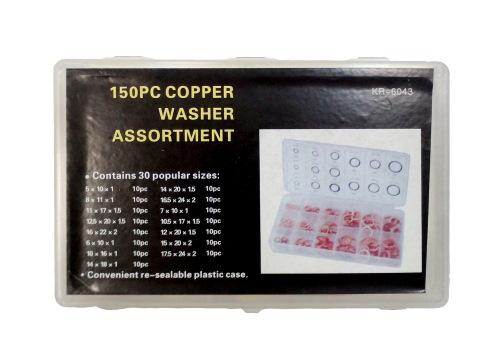 150PC COPPER
WASHER
ASSORTMENT
KR-6043
• Contains 30 popular sizes:
5 x 10 x 1 10pc 14 x 20 x 1.5 10pc
8 x 11 x 1 10pc 16.5 x 24 x 2 10pc
11 x 17 x 1.5 10pc 7 x 10 x 1 10pc
12.5 x 20 x 1.5 10pc 10.5 x 17 x 1.5 10pc
16 x 22 x 2 10pc 12 x 20 x 1.5 10pc
6 x 10 x 1 10pc 15 x 20 x 2 10pc
10 x 16 x 1 10pc 17.5 x 24 x 2 10pc
14 x 18 x 1 10pc
• Convenient re-sealable plastic case.